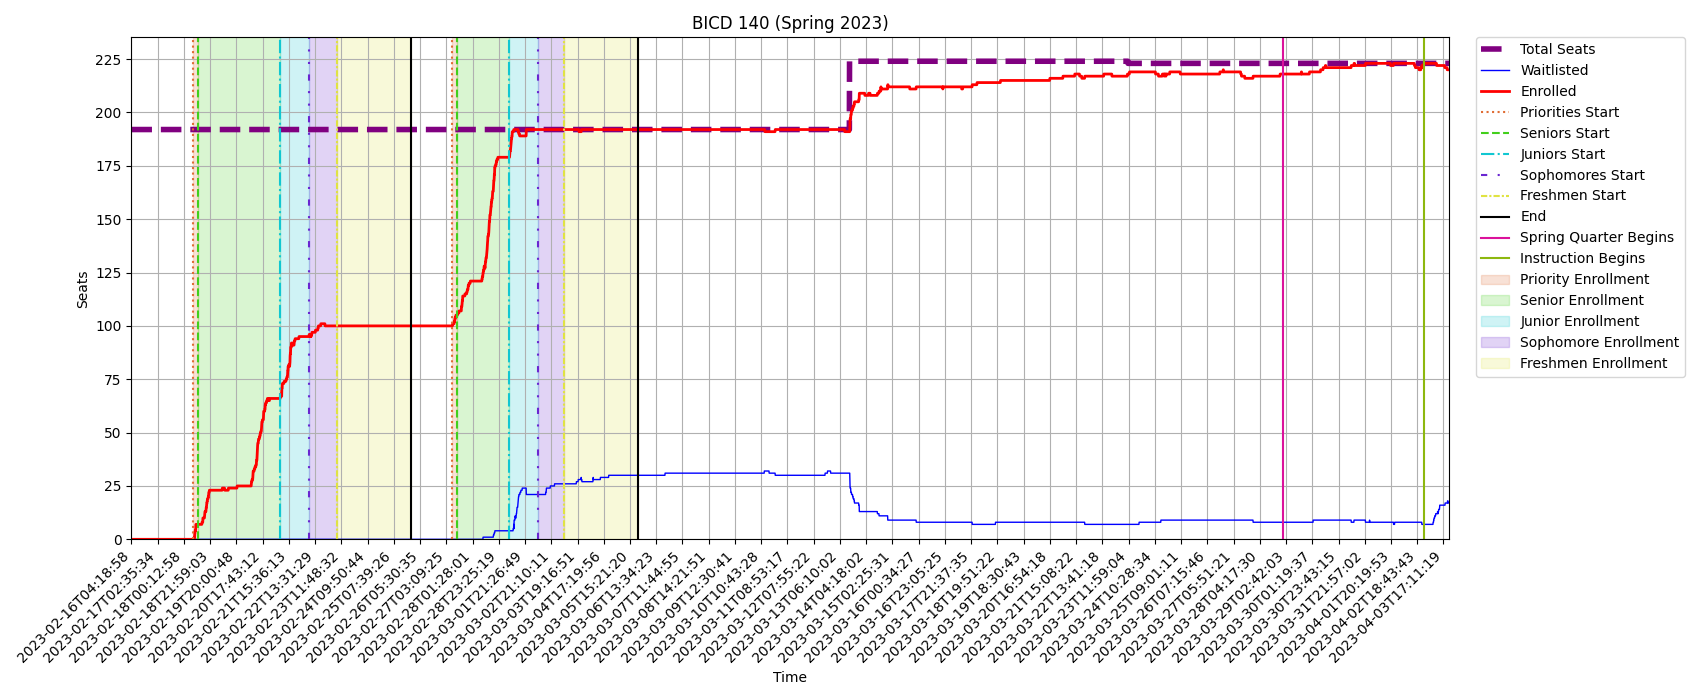 BICD 140 (Spring 2023)
Seats
225
200
175
150
125
100
75
50
25
0
2023-02-16T04:18:58
2023-02-17T02:35:34
2023-02-18T00:12:58
2023-02-18T21:59:03
2023-02-19T20:00:48
2023-02-20T17:43:12
2023-02-21T15:36:13
2023-02-22T13:31:29
2023-02-23T11:48:32
2023-02-24T09:50:44
2023-02-25T07:39:26
2023-02-26T05:30:35
2023-02-27T03:09:25
2023-02-28T01:28:01
2023-02-28T23:25:19
2023-03-01T21:26:49
2023-03-02T21:10:11
2023-03-03T19:16:51
2023-03-04T17:19:56
2023-03-05T15:21:20
2023-03-06T13:34:23
2023-03-07T11:44:55
2023-03-08T14:21:51
2023-03-09T12:30:41
2023-03-10T10:43:28
2023-03-11T08:53:17
2023-03-12T07:55:22
2023-03-13T06:10:02
2023-03-14T04:18:02
2023-03-15T02:25:31
2023-03-16T00:34:27
2023-03-16T23:05:25
2023-03-17T21:37:35
2023-03-18T19:51:22
2023-03-19T18:30:43
2023-03-20T16:54:18
2023-03-21T15:08:22
2023-03-22T13:41:18
2023-03-23T11:59:04
2023-03-24T10:28:34
2023-03-25T09:01:11
2023-03-26T07:15:46
2023-03-27T05:51:21
2023-03-28T04:17:30
2023-03-29T02:42:03
2023-03-30T01:19:37
2023-03-30T23:43:15
2023-03-31T21:57:02
2023-04-01T20:19:53
2023-04-02T18:43:43
2023-04-03T17:11:19
Time
Total Seats
Waitlisted
Enrolled
Priorities Start
Seniors Start
Juniors Start
Sophomores Start
Freshmen Start
End
Spring Quarter Begins
Instruction Begins
Priority Enrollment
Senior Enrollment
Junior Enrollment
Sophomore Enrollment
Freshmen Enrollment